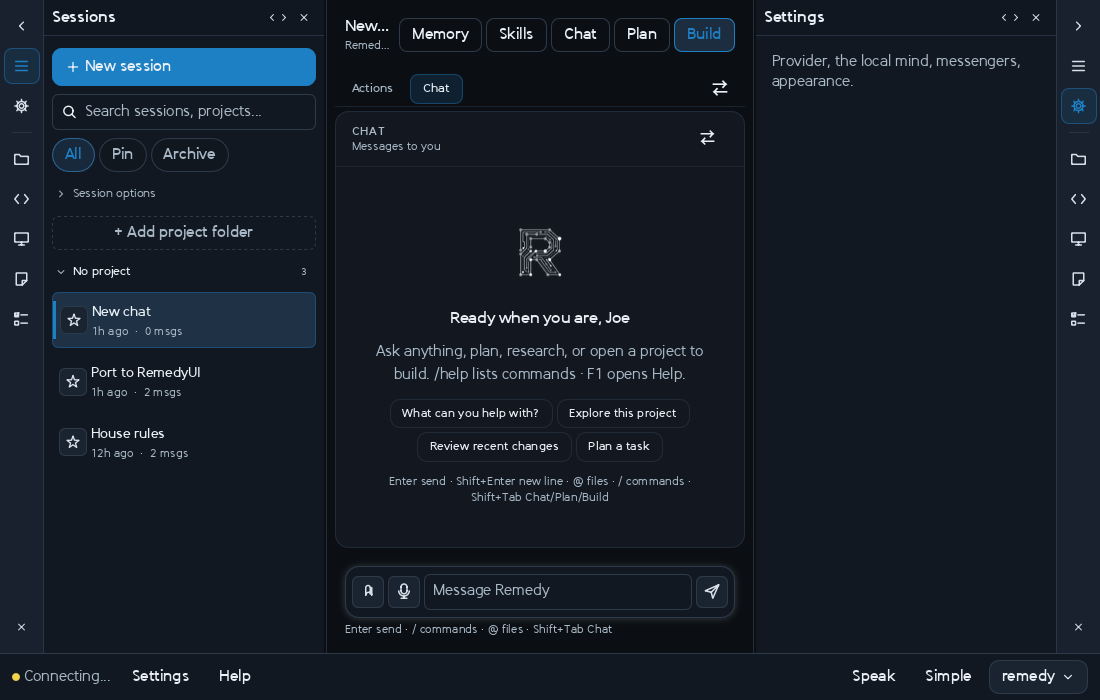 Sessions
New session
Search sessions, projects...
All
Pin
Archive
Session options
+ Add project folder
No project
3
New chat
1h ago · 0 msgs
Port to RemedyUI
1h ago · 2 msgs
House rules
12h ago · 2 msgs
New...
Remed...
Memory
Skills
Chat
Plan
Build
Actions
Chat
CHAT
Messages to you
R
Ready when you are, Joe
Ask anything, plan, research, or open a project to
build. /help lists commands · F1 opens Help.
What can you help with?
Explore this project
Review recent changes
Plan a task
Enter send · Shift+Enter new line · @ files · / commands ·
Shift+Tab Chat/Plan/Build
Message Remedy
Enter send · / commands · @ files · Shift+Tab Chat
Settings
Provider, the local mind, messengers,
appearance.
Connecting...
Settings
Help
Speak
Simple
remedy